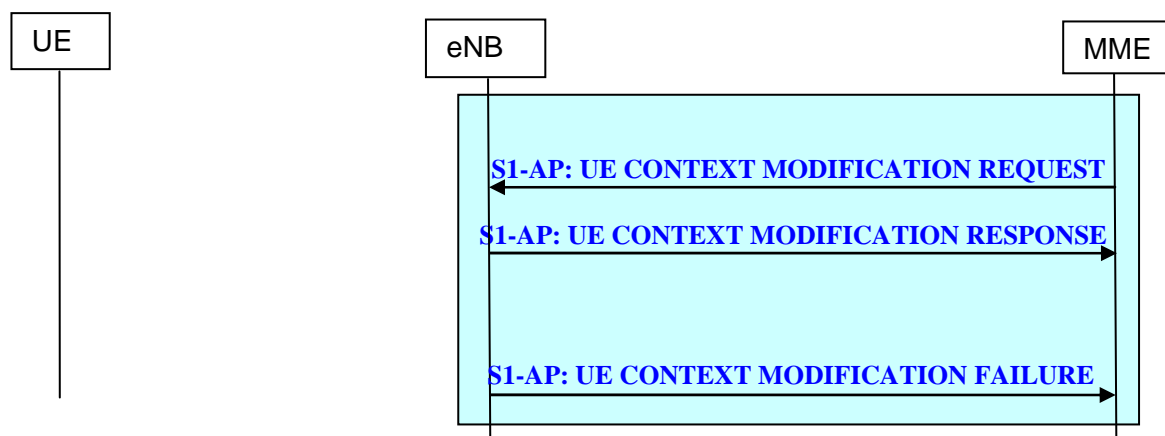 UE
eNB
MME
S1-AP: UE CONTEXT MODIFICATION REQUEST
S1-AP: UE CONTEXT MODIFICATION RESPONSE
S1-AP: UE CONTEXT MODIFICATION FAILURE